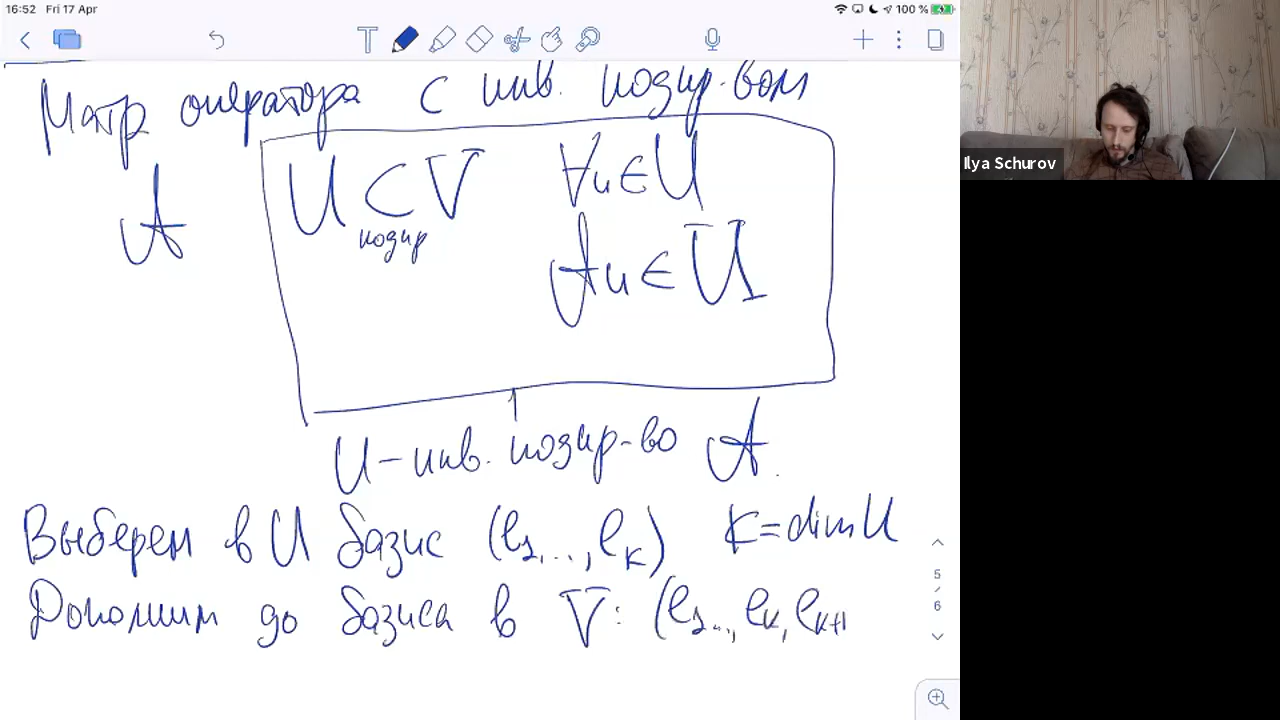 16:52 Fri 17 Apr 100 %
Матр оператора с инв. подпр-вом
𝒜 U ⊂ V ∀u ∈ U
подпр
𝒜u ∈ U
U – инв. подпр-во 𝒜.
Выберем в U базис (e₁,...,eₖ) k = dim U
Дополним до базиса в V: (e₁..., eₖ, eₖ₊₁
5
6
Ilya Schurov